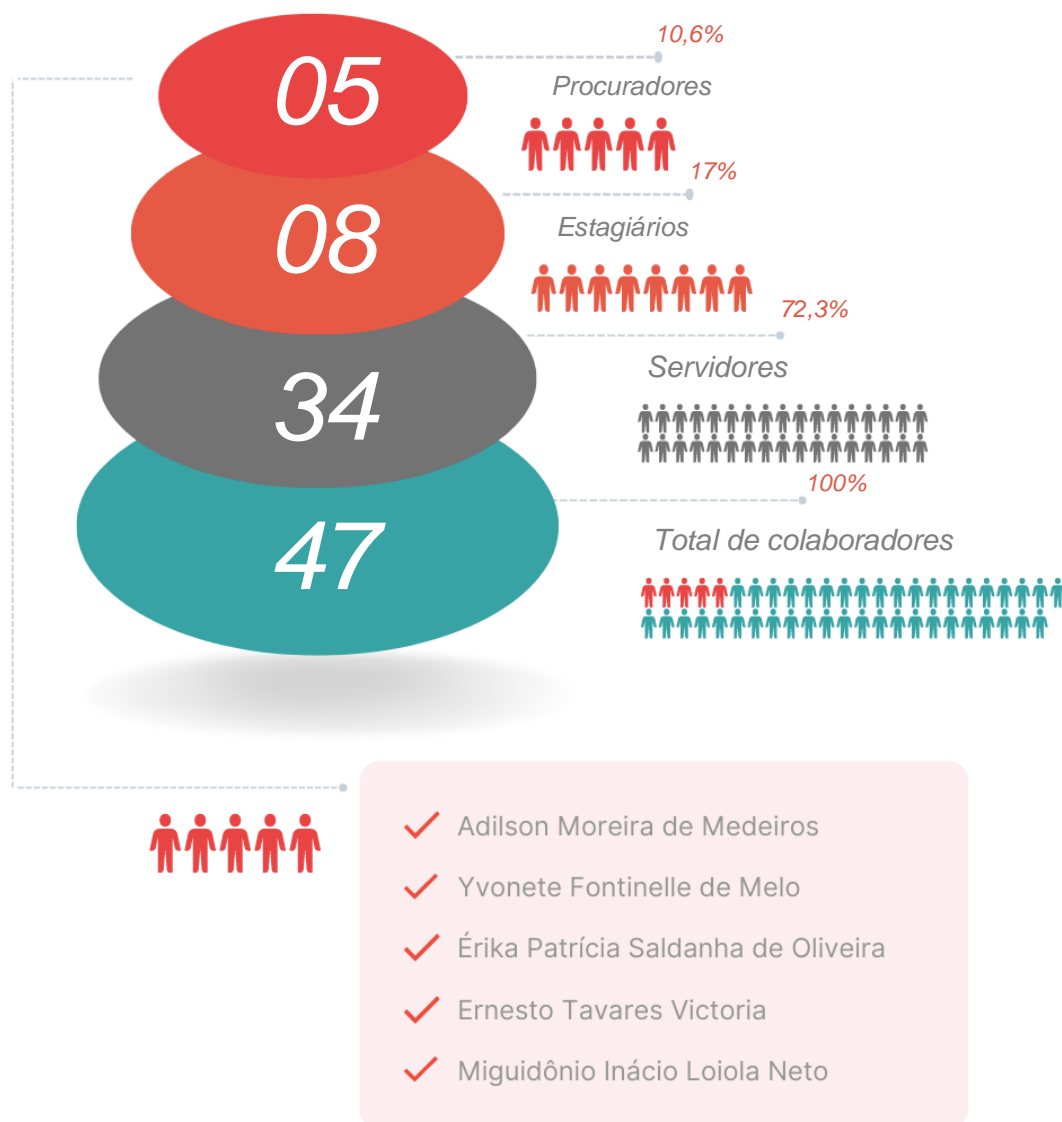 05
10,6%
Procuradores
08
17%
Estagiários
34
72,3%
Servidores
47
100%
Total de colaboradores
Adilson Moreira de Medeiros
Yvonete Fontinelle de Melo
Érika Patrícia Saldanha de Oliveira
Ernesto Tavares Victoria
Miguidônio Inácio Loiola Neto